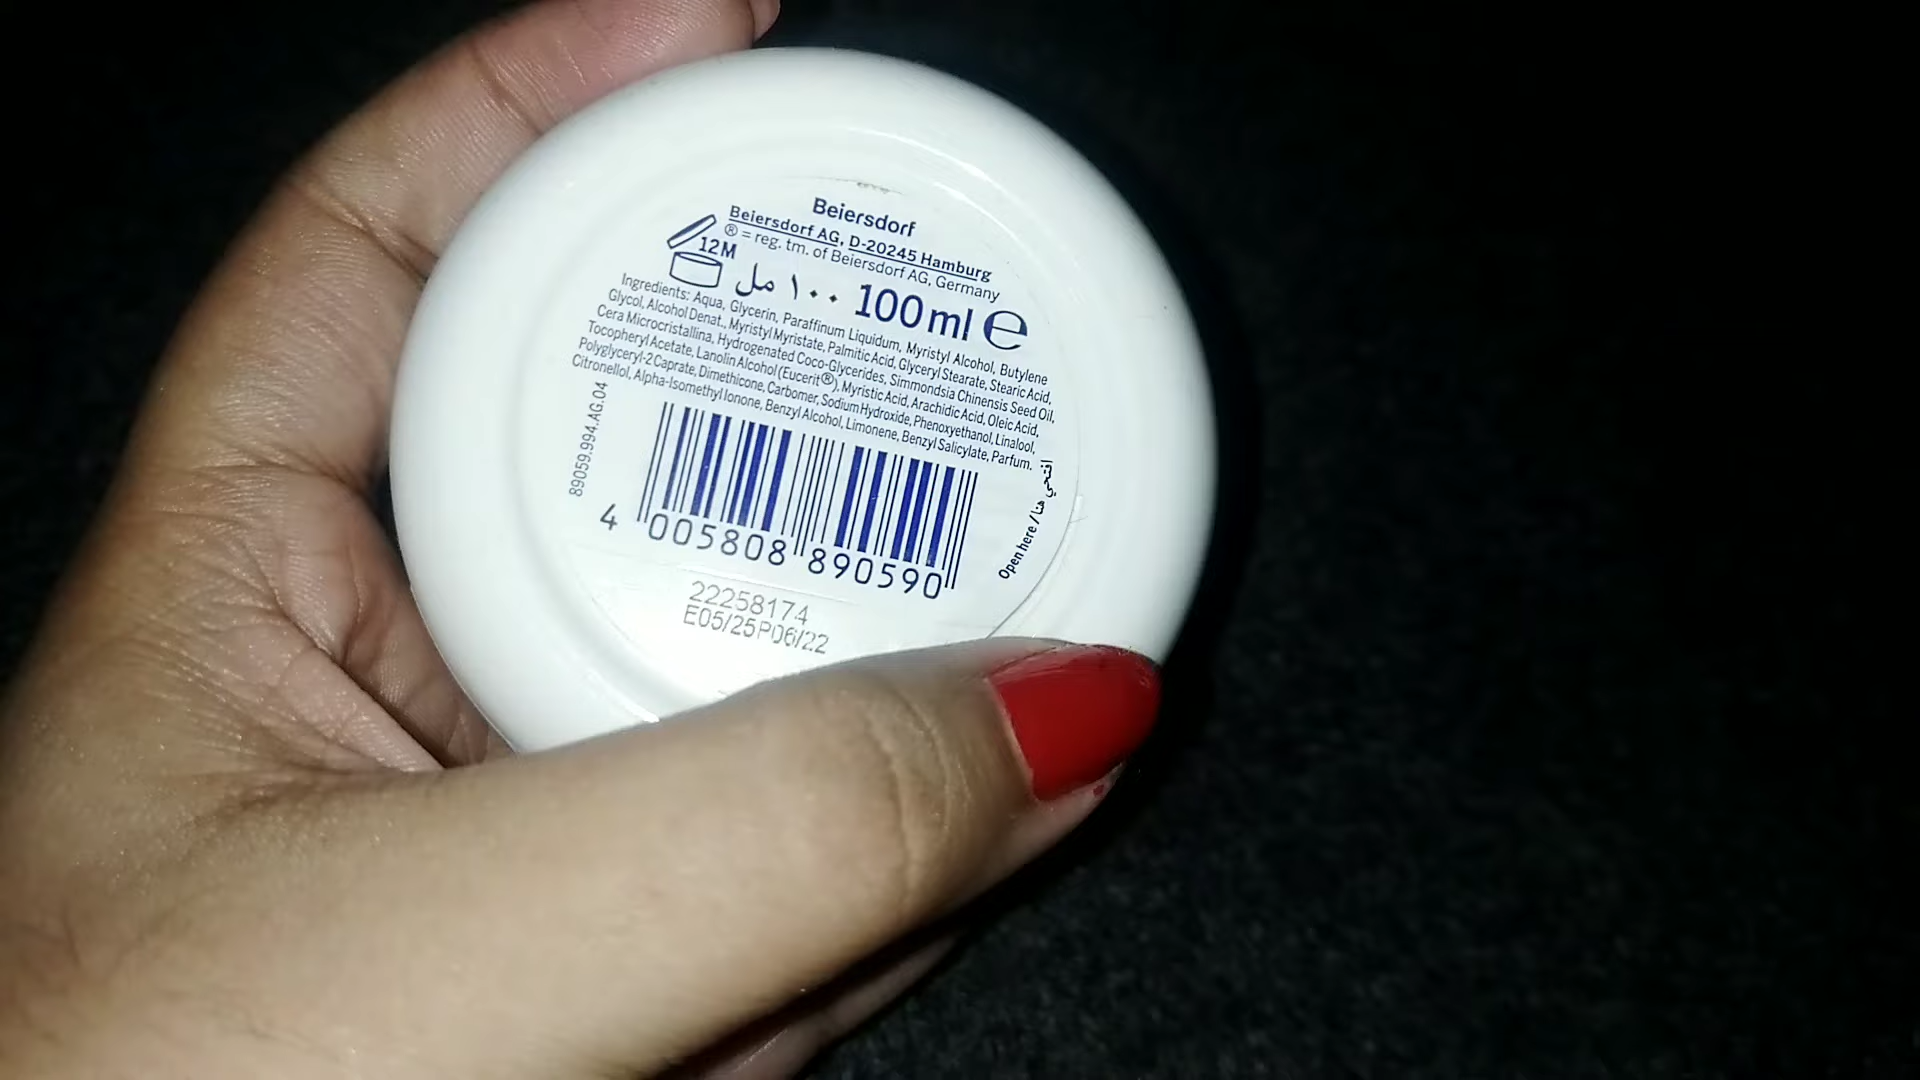 Beiersdorf
Beiersdorf AG, D-20245 Hamburg
® = reg. tm. of Beiersdorf AG, Germany
12M
١٠٠ مل 100 ml e
Ingredients: Aqua, Glycerin, Paraffinum Liquidum, Myristyl Alcohol, Butylene
Glycol, Alcohol Denat., Myristyl Myristate, Palmitic Acid, Glyceryl Stearate, Stearic Acid,
Cera Microcristallina, Hydrogenated Coco-Glycerides, Simmondsia Chinensis Seed Oil,
Tocopheryl Acetate, Lanolin Alcohol (Eucerit®), Myristic Acid, Arachidic Acid, Oleic Acid,
Polyglyceryl-2 Caprate, Dimethicone, Carbomer, Sodium Hydroxide, Phenoxyethanol, Linalool,
Citronellol, Alpha-Isomethyl Ionone, Benzyl Alcohol, Limonene, Benzyl Salicylate, Parfum.
89059.994.AG.04
Open here / افتحي هنا
4 005808 890590
22258174
E05/25P06/22